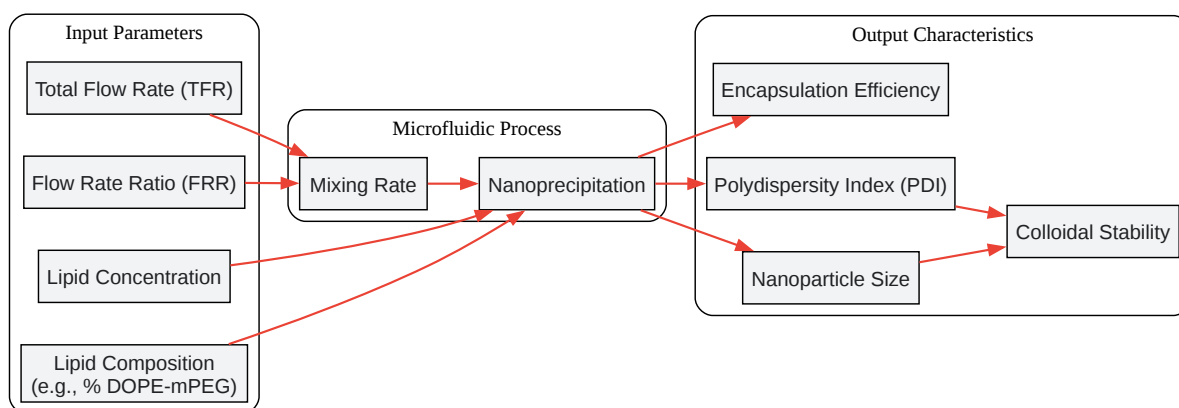 Input Parameters
Total Flow Rate (TFR)
Flow Rate Ratio (FRR)
Lipid Concentration
Lipid Composition
(e.g., % DOPE-mPEG)
Microfluidic Process
Mixing Rate
Nanoprecipitation
Output Characteristics
Encapsulation Efficiency
Polydispersity Index (PDI)
Nanoparticle Size
Colloidal Stability